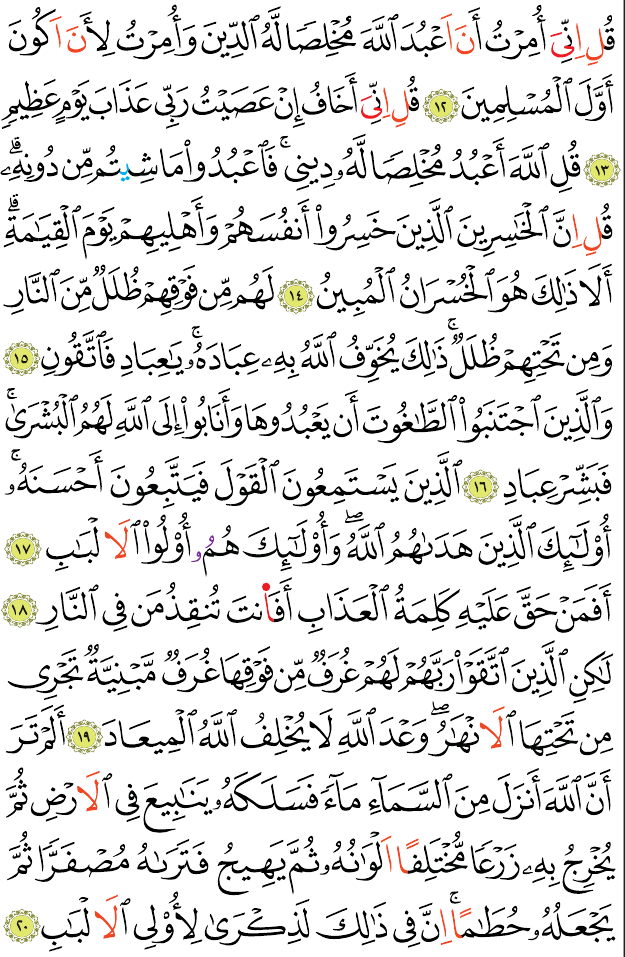 قُلِ اِنِّيَ أُمِرْتُ أَنَ اَعْبُدَ ٱللَّهَ مُخْلِصًا لَّهُ ٱلدِّينَ وَأُمِرْتُ لِأَنَ اَكُونَ
أَوَّلَ ٱلْمُسْلِمِينَ ١٢ قُلِ اِنِّيَ أَخَافُ إِنْ عَصَيْتُ رَبِّي عَذَابَ يَوْمٍ عَظِيمٍ
١٣ قُلِ ٱللَّهَ أَعْبُدُ مُخْلِصًا لَّهُۥ دِينِيۚ فَٱعْبُدُوا۟ مَا شِيتُم مِّن دُونِهِۦۗ
قُلِ اِنَّ ٱلْخَٰسِرِينَ ٱلَّذِينَ خَسِرُوٓا۟ أَنفُسَهُمْ وَأَهْلِيهِمْ يَوْمَ ٱلْقِيَٰمَةِۗ
أَلَا ذَٰلِكَ هُوَ ٱلْخُسْرَانُ ٱلْمُبِينُ ١٤ لَهُم مِّن فَوْقِهِمْ ظُلَلٌ مِّنَ ٱلنَّارِ
وَمِن تَحْتِهِمْ ظُلَلٌۚ ذَٰلِكَ يُخَوِّفُ ٱللَّهُ بِهِۦ عِبَادَهُۥۚ يَٰعِبَادِ فَٱتَّقُونِ ١٥
وَٱلَّذِينَ ٱجْتَنَبُوا۟ ٱلطَّٰغُوتَ أَن يَعْبُدُوهَا وَأَنَابُوٓا۟ إِلَى ٱللَّهِ لَهُمُ ٱلْبُشْرَىٰۚ
فَبَشِّرْ عِبَادِ ١٦ ٱلَّذِينَ يَسْتَمِعُونَ ٱلْقَوْلَ فَيَتَّبِعُونَ أَحْسَنَهُۥۚ
أُو۟لَٰٓئِكَ ٱلَّذِينَ هَدَىٰهُمُ ٱللَّهُۖ وَأُو۟لَٰٓئِكَ هُمُۥٓ أُو۟لُوا۟ ٱلَا لْبَٰبِ ١٧
أَفَمَنْ حَقَّ عَلَيْهِ كَلِمَةُ ٱلْعَذَابِ أَفَا۬نتَ تُنقِذُ مَن فِي ٱلنَّارِ ١٨
لَٰكِنِ ٱلَّذِينَ ٱتَّقَوْا۟ رَبَّهُمْ لَهُمْ غُرَفٌ مِّن فَوْقِهَا غُرَفٌ مَّبْنِيَّةٌ تَجْرِي
مِن تَحْتِهَا ٱلَا نْهَٰرُۖ وَعْدَ ٱللَّهِ لَا يُخْلِفُ ٱللَّهُ ٱلْمِيعَادَ ١٩ أَلَمْ تَرَ
أَنَّ ٱللَّهَ أَنزَلَ مِنَ ٱلسَّمَآءِ مَآءً فَسَلَكَهُۥ يَنَٰبِيعَ فِي ٱلَا رْضِ ثُمَّ
يُخْرِجُ بِهِۦ زَرْعًا مُّخْتَلِفًا اَلْوَٰنُهُۥ ثُمَّ يَهِيجُ فَتَرَىٰهُ مُصْفَرًّا ثُمَّ
يَجْعَلُهُۥ حُطَٰمًاۚ اِنَّ فِي ذَٰلِكَ لَذِكْرَىٰ لِأُو۟لِي ٱلَا لْبَٰبِ ٢٠